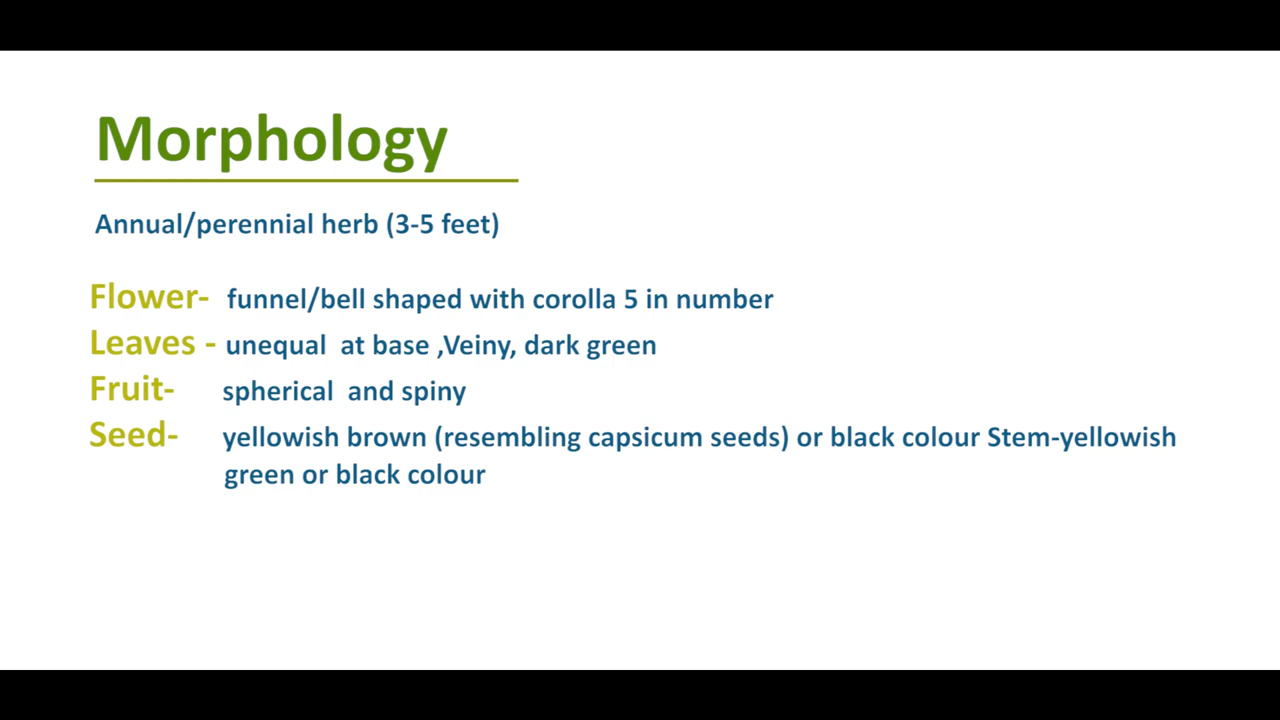 Morphology
Annual/perennial herb (3-5 feet)
Flower- funnel/bell shaped with corolla 5 in number
Leaves - unequal at base ,Veiny, dark green
Fruit- spherical and spiny
Seed- yellowish brown (resembling capsicum seeds) or black colour Stem-yellowish
green or black colour